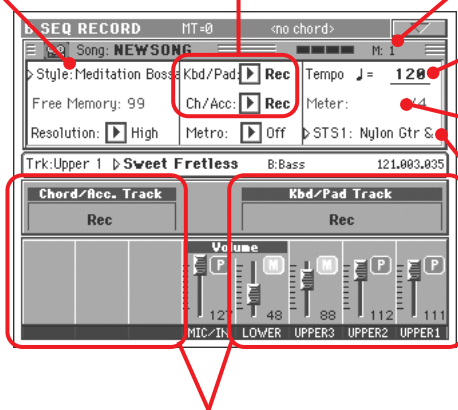 B.SEQ RECORD MT=0 <no chord>
Song: NEWSONG M: 1
Style: Meditation Bossa Kbd/Pad: Rec Tempo ♩= 120
Free Memory: 99 Ch/Acc: Rec Meter: /4
Resolution: High Metro: Off STS1: Nylon Gtr &
Trk:Upper 1 Sweet Fretless B:Bass 121.003.035
Chord/Acc. Track Kbd/Pad Track
Rec Rec
Volume
P M M P P
127 48 88 112 111
MIC/IN LOWER UPPER3 UPPER2 UPPER1